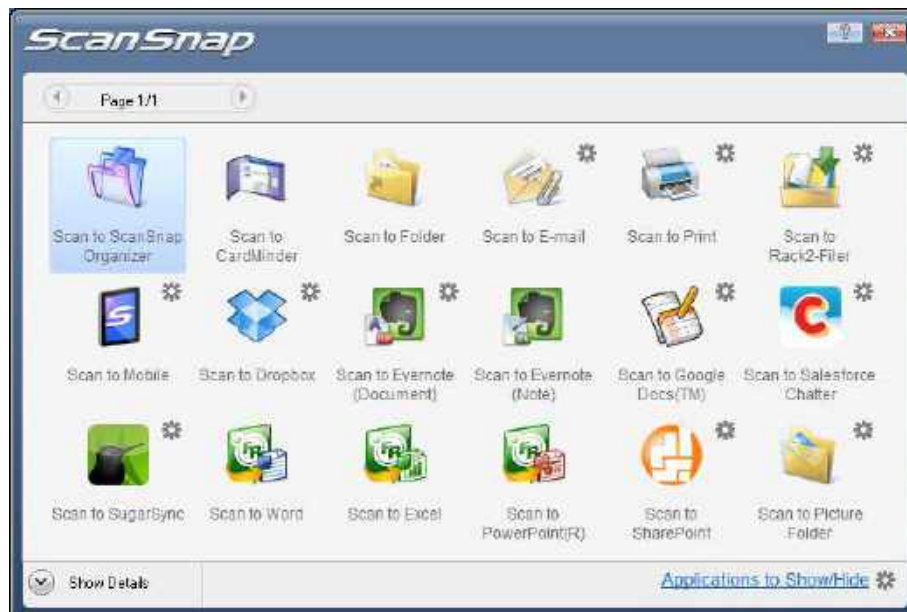 ScanSnap
Page 1/1
Scan to ScanSnap
Organizer
Scan to
CardMinder
Scan to Folder
Scan to E-mail
Scan to Print
Scan to
Rack2-Filer
Scan to Mobile
Scan to Dropbox
Scan to Evernote
(Document)
Scan to Evernote
(Note)
Scan to Google
Docs(TM)
Scan to Salesforce
Chatter
Scan to SugarSync
Scan to Word
Scan to Excel
Scan to
PowerPoint(R)
Scan to
SharePoint
Scan to Picture
Folder
Show Details
Applications to Show/Hide